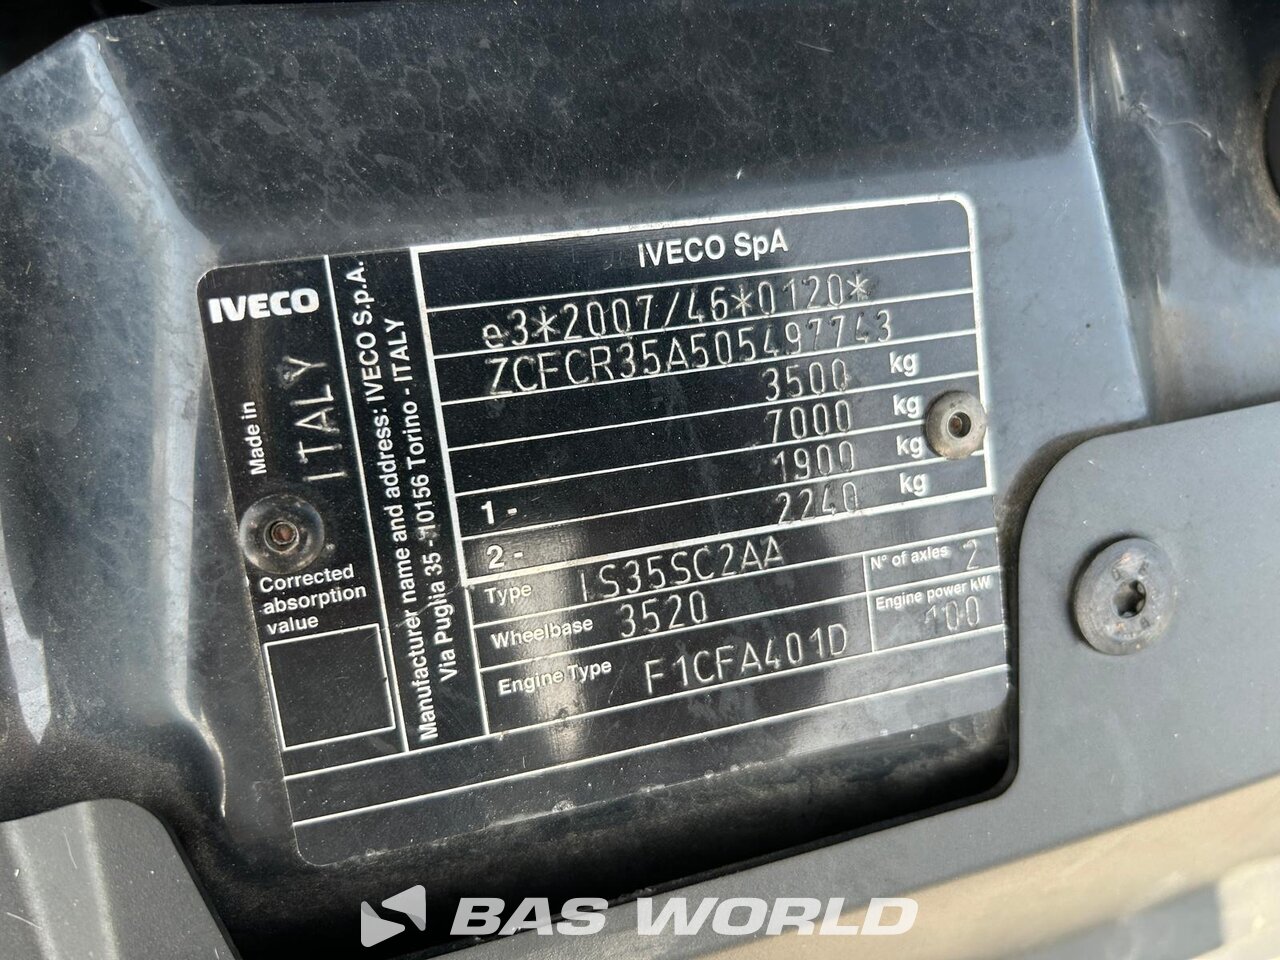 IVECO
Made in
ITALY
Corrected
absorption
value
Manufacturer name and address: IVECO S.p.A.
Via Puglia 35 - 10156 Torino - ITALY
IVECO SpA
e3*2007/46*0120*
ZCFCR35A505497743
3500 kg
7000 kg
1 - 1900 kg
2 - 2240 kg
Type IS35SC2AA N° of axles 2
Wheelbase 3520 Engine power kW
Engine Type F1CFA401D 100
BAS WORLD